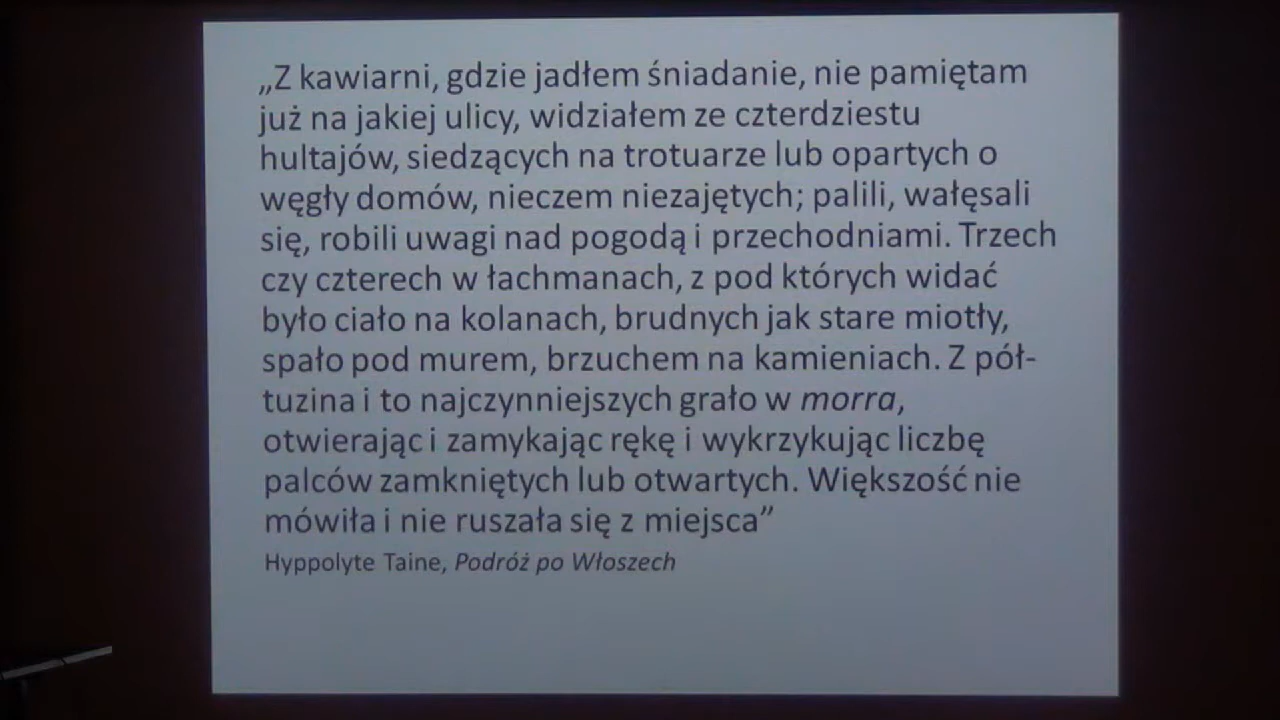 „Z kawiarni, gdzie jadłem śniadanie, nie pamiętam
już na jakiej ulicy, widziałem ze czterdziestu
hultajów, siedzących na trotuarze lub opartych o
węgły domów, nieczem niezajętych; palili, wałęsali
się, robili uwagi nad pogodą i przechodniami. Trzech
czy czterech w łachmanach, z pod których widać
było ciało na kolanach, brudnych jak stare miotły,
spało pod murem, brzuchem na kamieniach. Z pół-
tuzina i to najczynniejszych grało w morra,
otwierając i zamykając rękę i wykrzykując liczbę
palców zamkniętych lub otwartych. Większość nie
mówiła i nie ruszała się z miejsca”
Hyppolyte Taine, Podróż po Włoszech